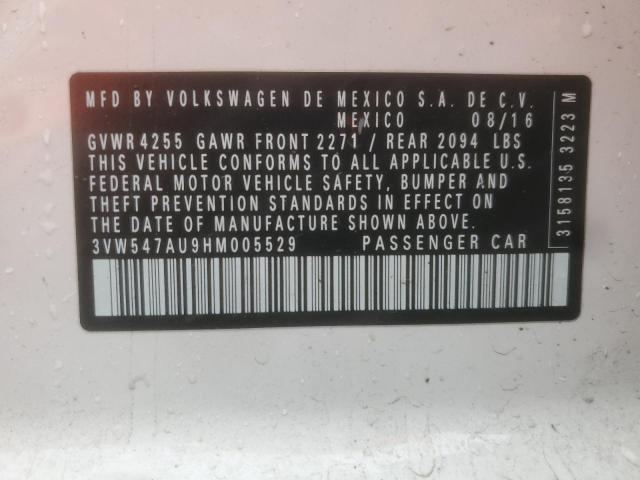 MFD BY VOLKSWAGEN DE MEXICO S.A. DE C.V.
MEXICO 08/16
GVWR 4255 GAWR FRONT 2271 / REAR 2094 LBS
THIS VEHICLE CONFORMS TO ALL APPLICABLE U.S.
FEDERAL MOTOR VEHICLE SAFETY, BUMPER AND
THEFT PREVENTION STANDARDS IN EFFECT ON
THE DATE OF MANUFACTURE SHOWN ABOVE.
3VW547AU9HM005529 PASSENGER CAR
3158135 3223 M